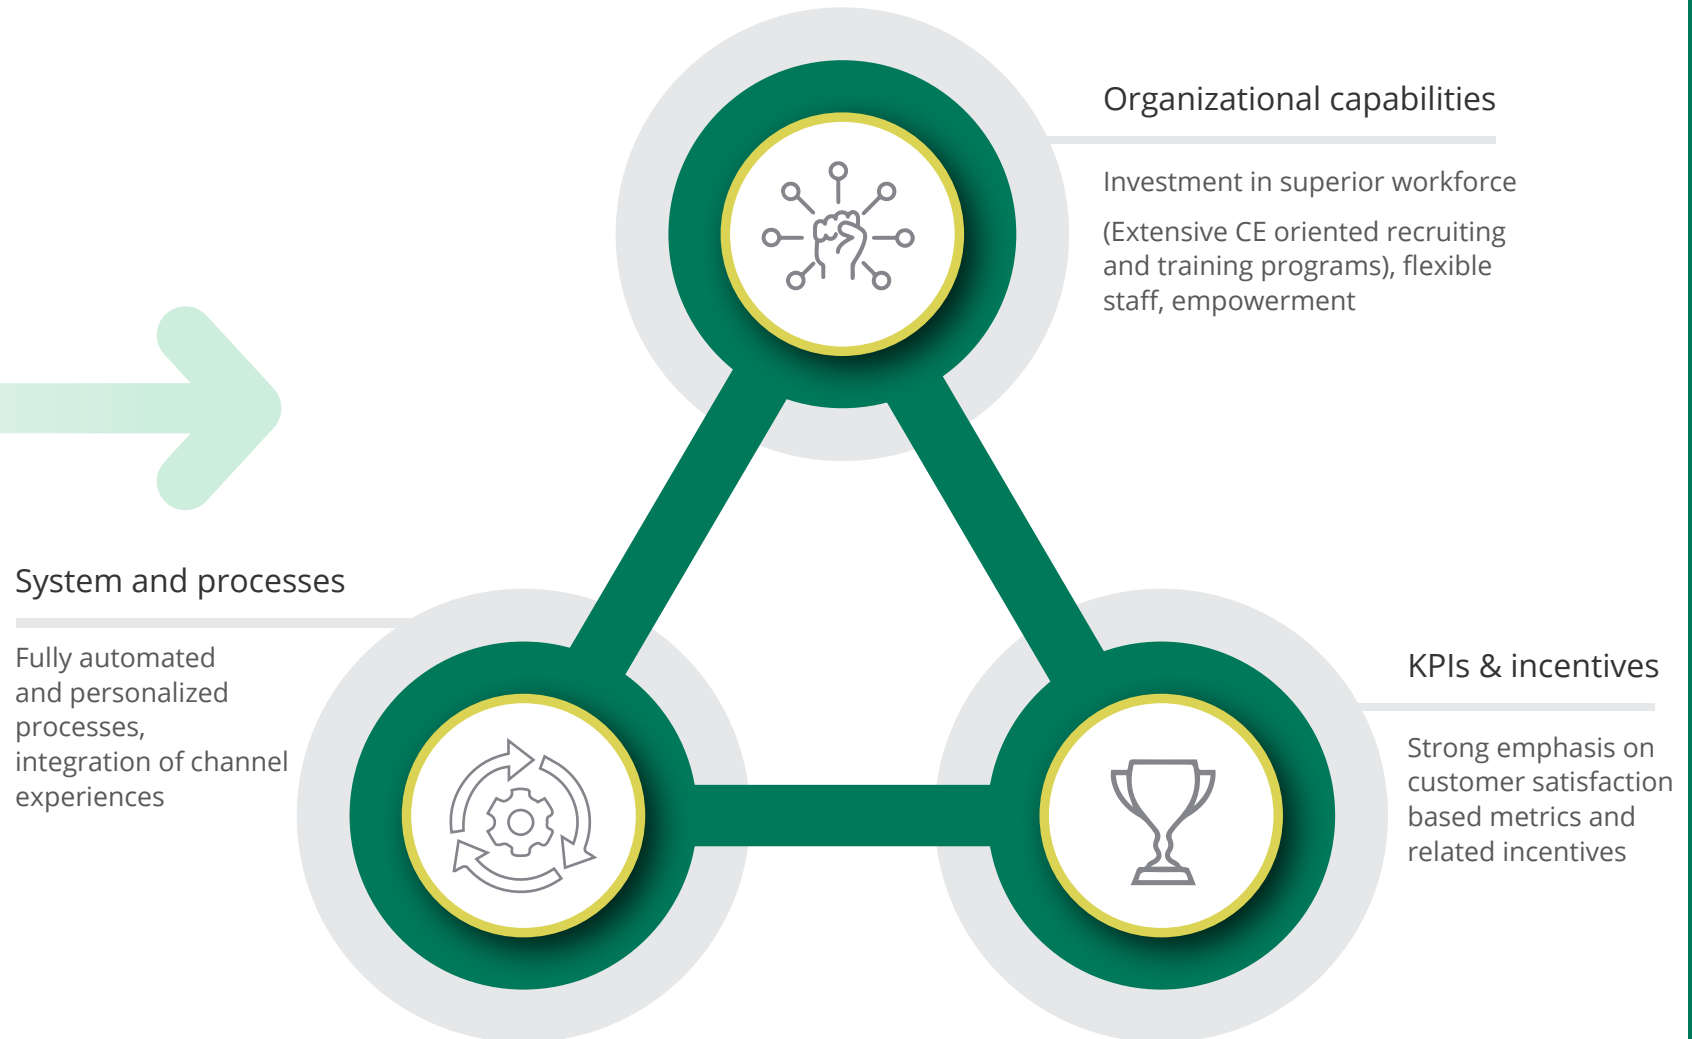 Organizational capabilities
Investment in superior workforce
(Extensive CE oriented recruiting
and training programs), flexible
staff, empowerment
System and processes
Fully automated
and personalized
processes,
integration of channel
experiences
KPIs & incentives
Strong emphasis on
customer satisfaction
based metrics and
related incentives